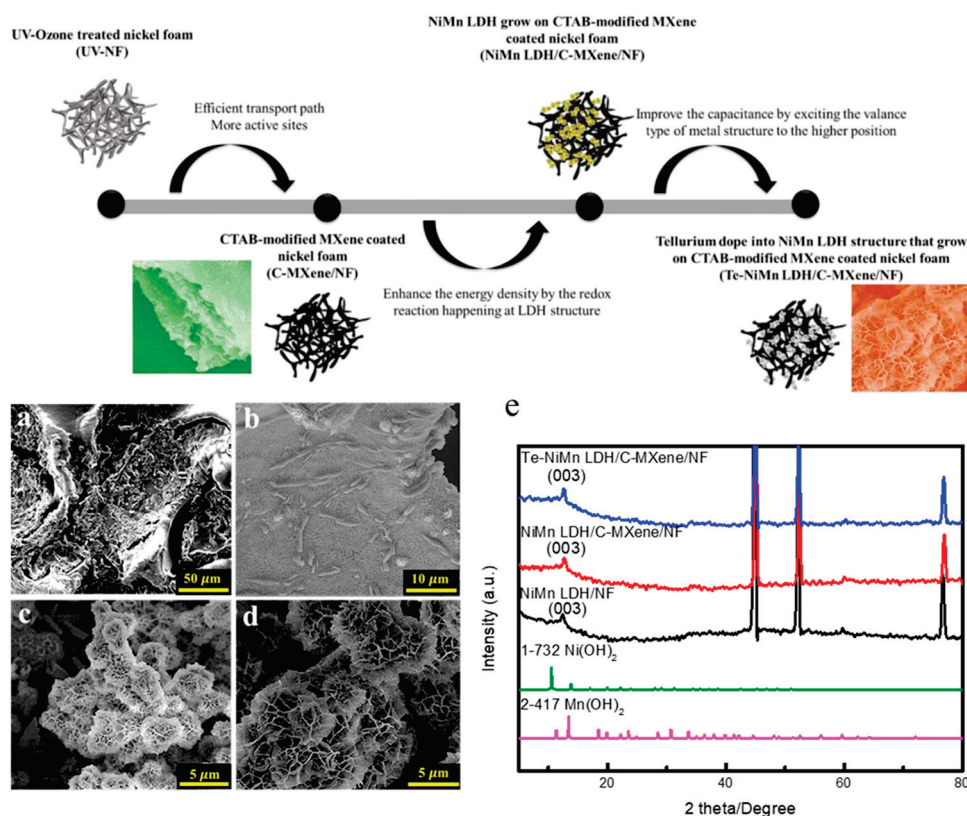 UV-Ozone treated nickel foam
(UV-NF)
NiMn LDH grow on CTAB-modified MXene
coated nickel foam
(NiMn LDH/C-MXene/NF)
Efficient transport path
More active sites
Improve the capacitance by exciting the valance
type of metal structure to the higher position
CTAB-modified MXene coated
nickel foam
(C-MXene/NF)
Enhance the energy density by the redox
reaction happening at LDH structure
Tellurium dope into NiMn LDH structure that grow
on CTAB-modified MXene coated nickel foam
(Te-NiMn LDH/C-MXene/NF)
a
50 μm
b
10 μm
c
5 μm
d
5 μm
e
Te-NiMn LDH/C-MXene/NF
(003)
NiMn LDH/C-MXene/NF
(003)
NiMn LDH/NF
(003)
1-732 Ni(OH)₂
2-417 Mn(OH)₂
Intensity (a.u.)
20 40 60 80
2 theta/Degree